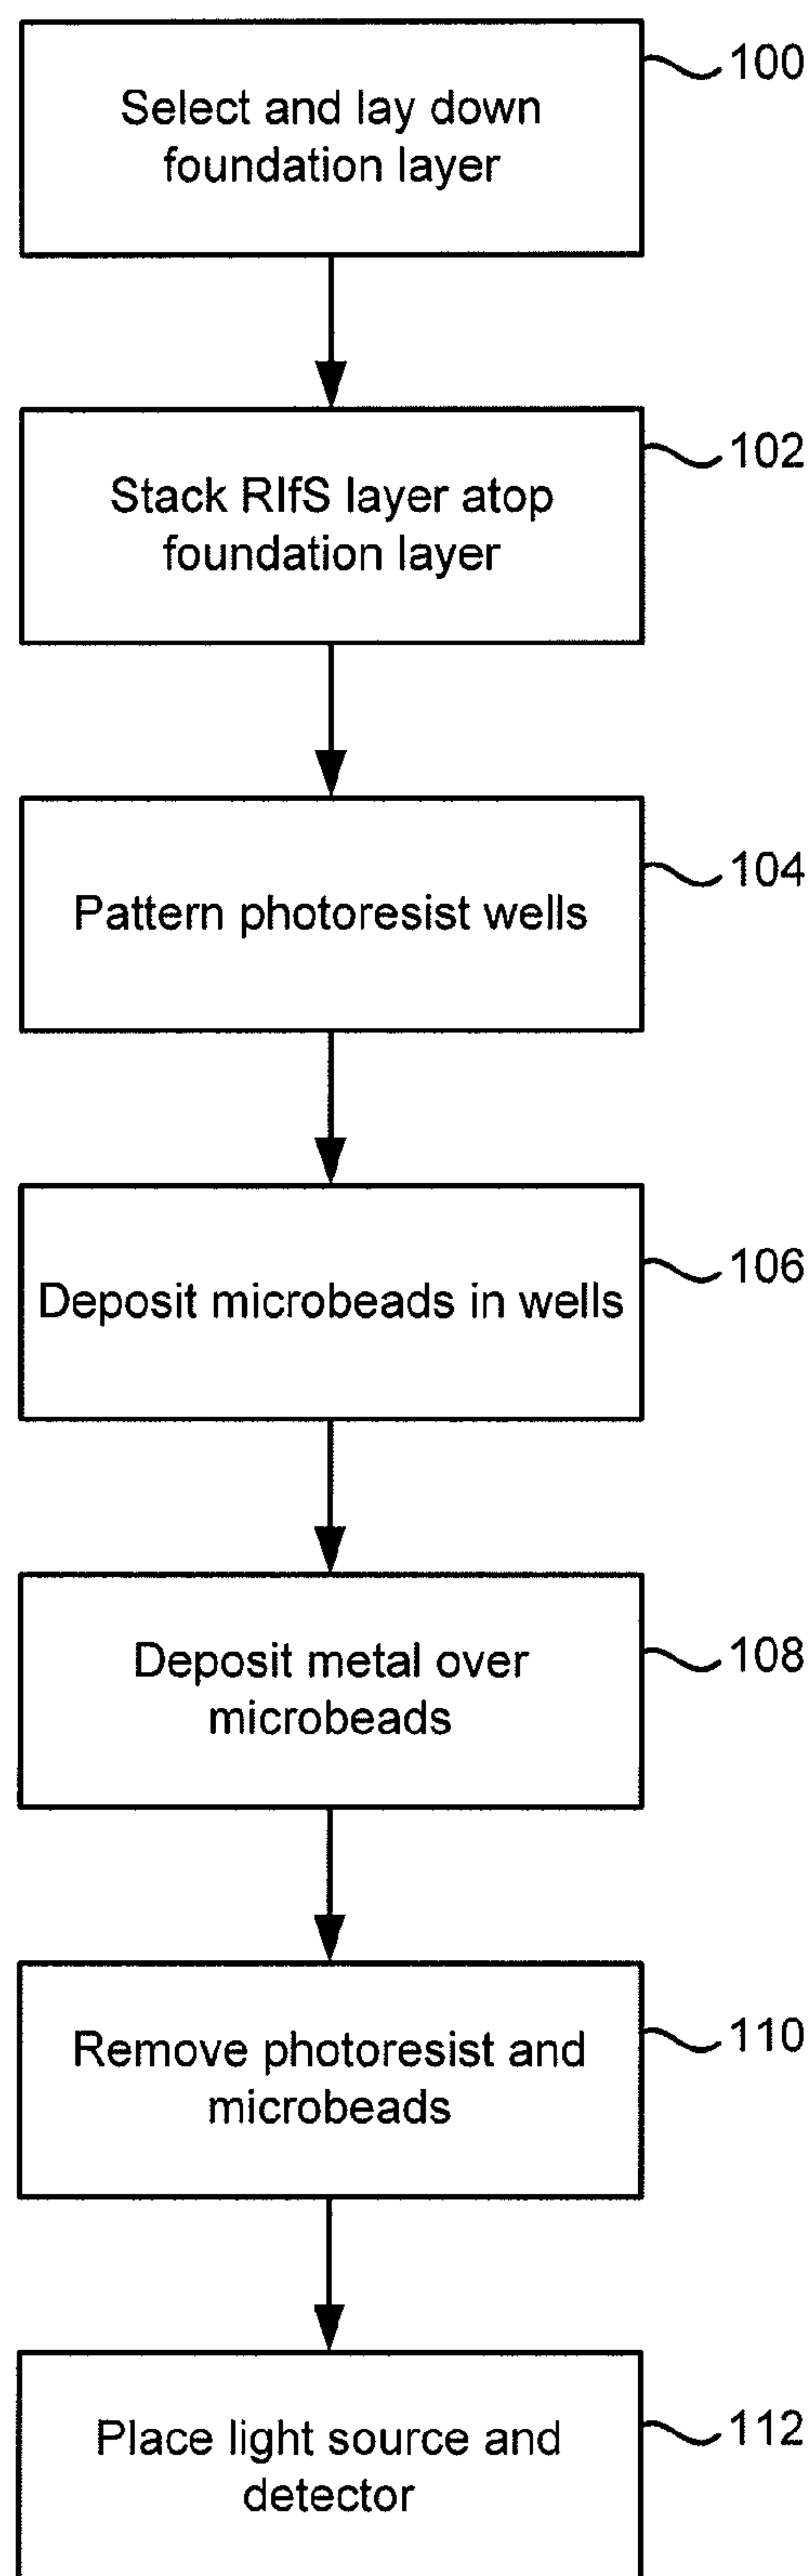 Select and lay down
foundation layer
100
Stack RIfS layer atop
foundation layer
102
Pattern photoresist wells
104
Deposit microbeads in wells
106
Deposit metal over
microbeads
108
Remove photoresist and
microbeads
110
Place light source and
detector
112